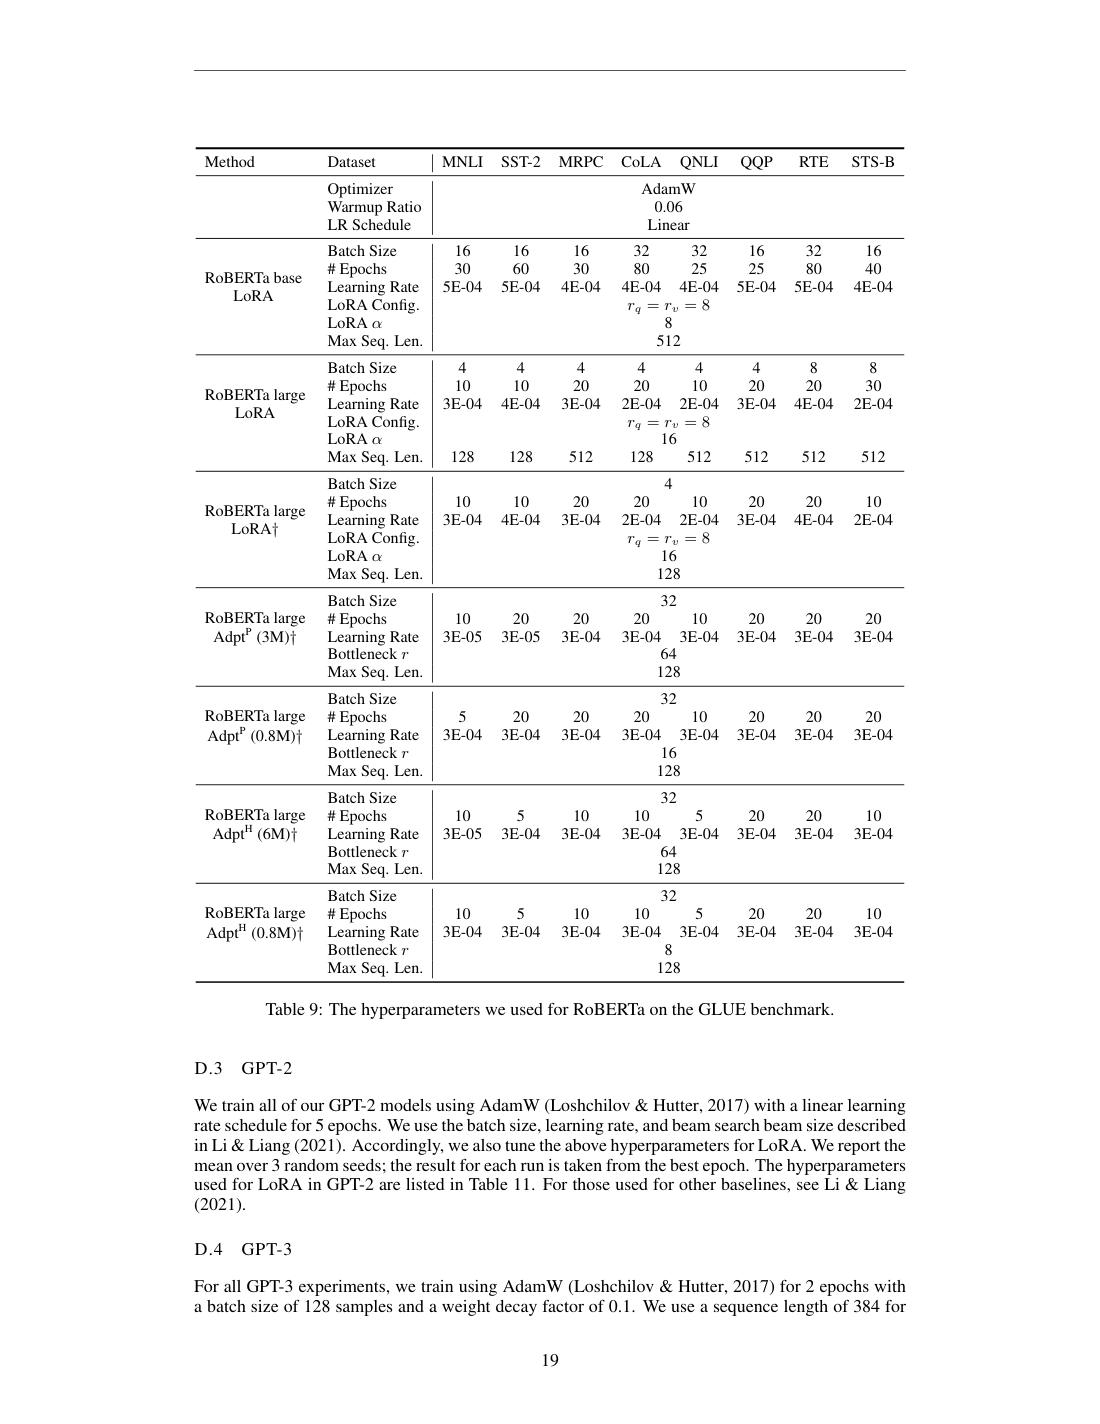 Method Dataset MNLI SST-2 MRPC CoLA QNLI QQP RTE STS-B
Optimizer AdamW
Warmup Ratio 0.06
LR Schedule Linear
RoBERTa base LoRA
Batch Size 16 16 16 32 32 16 32 16
# Epochs 30 60 30 80 25 25 80 40
Learning Rate 5E-04 5E-04 4E-04 4E-04 4E-04 5E-04 5E-04 4E-04
LoRA Config. r_q = r_v = 8
LoRA α 8
Max Seq. Len. 512
RoBERTa large LoRA
Batch Size 4 4 4 4 4 4 8 8
# Epochs 10 10 20 20 10 20 20 30
Learning Rate 3E-04 4E-04 3E-04 2E-04 2E-04 3E-04 4E-04 2E-04
LoRA Config. r_q = r_v = 8
LoRA α 16
Max Seq. Len. 128 128 512 128 512 512 512 512
RoBERTa large LoRA†
Batch Size 4
# Epochs 10 10 20 20 10 20 20 10
Learning Rate 3E-04 4E-04 3E-04 2E-04 2E-04 3E-04 4E-04 2E-04
LoRA Config. r_q = r_v = 8
LoRA α 16
Max Seq. Len. 128
RoBERTa large Adpt^P (3M)†
Batch Size 32
# Epochs 10 20 20 20 10 20 20 20
Learning Rate 3E-05 3E-05 3E-04 3E-04 3E-04 3E-04 3E-04 3E-04
Bottleneck r 64
Max Seq. Len. 128
RoBERTa large Adpt^P (0.8M)†
Batch Size 32
# Epochs 5 20 20 20 10 20 20 20
Learning Rate 3E-04 3E-04 3E-04 3E-04 3E-04 3E-04 3E-04 3E-04
Bottleneck r 16
Max Seq. Len. 128
RoBERTa large Adpt^H (6M)†
Batch Size 32
# Epochs 10 5 10 10 5 20 20 10
Learning Rate 3E-05 3E-04 3E-04 3E-04 3E-04 3E-04 3E-04 3E-04
Bottleneck r 64
Max Seq. Len. 128
RoBERTa large Adpt^H (0.8M)†
Batch Size 32
# Epochs 10 5 10 10 5 20 20 10
Learning Rate 3E-04 3E-04 3E-04 3E-04 3E-04 3E-04 3E-04 3E-04
Bottleneck r 8
Max Seq. Len. 128
Table 9: The hyperparameters we used for RoBERTa on the GLUE benchmark.
D.3 GPT-2
We train all of our GPT-2 models using AdamW (Loshchilov & Hutter, 2017) with a linear learning
rate schedule for 5 epochs. We use the batch size, learning rate, and beam search beam size described
in Li & Liang (2021). Accordingly, we also tune the above hyperparameters for LoRA. We report the
mean over 3 random seeds; the result for each run is taken from the best epoch. The hyperparameters
used for LoRA in GPT-2 are listed in Table 11. For those used for other baselines, see Li & Liang
(2021).
D.4 GPT-3
For all GPT-3 experiments, we train using AdamW (Loshchilov & Hutter, 2017) for 2 epochs with
a batch size of 128 samples and a weight decay factor of 0.1. We use a sequence length of 384 for
19